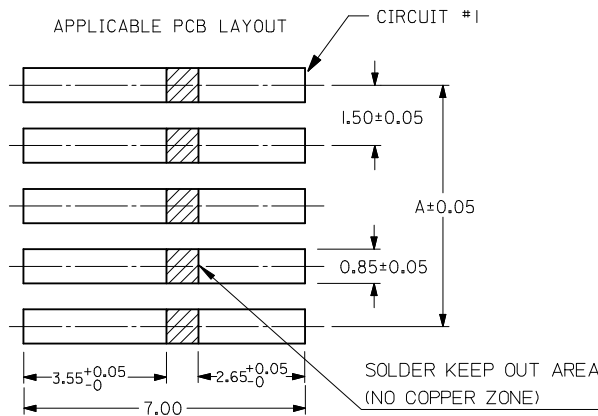 APPLICABLE PCB LAYOUT
CIRCUIT #1
1.50±0.05
A±0.05
0.85±0.05
3.55 +0.05 -0
2.65 +0.05 -0
7.00
SOLDER KEEP OUT AREA
(NO COPPER ZONE)